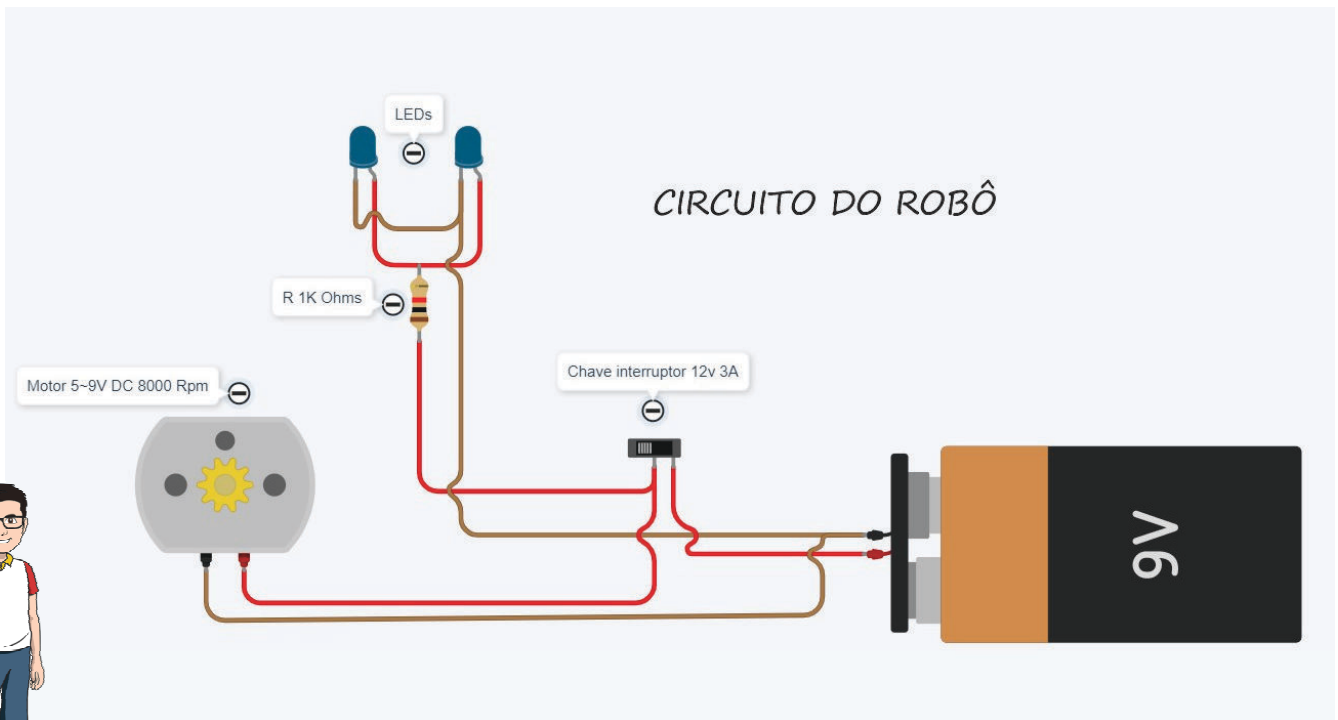 LEDs
CIRCUITO DO ROBÔ
R 1K Ohms
Chave interruptor 12v 3A
Motor 5~9V DC 8000 Rpm
9V